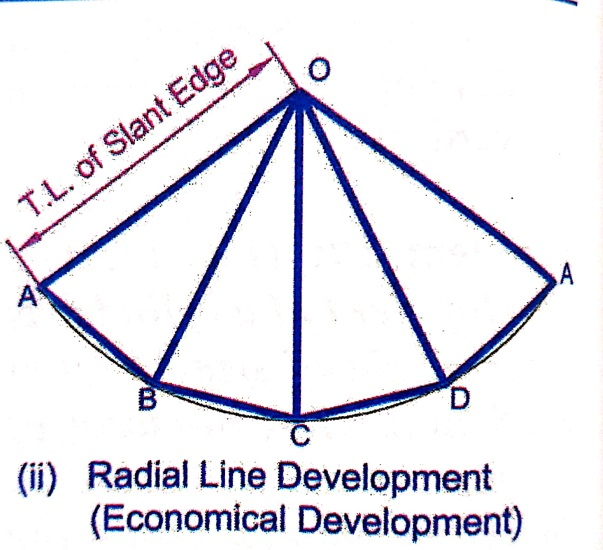 O
T.L. of Slant Edge
A
A
B
D
C
(ii) Radial Line Development
(Economical Development)